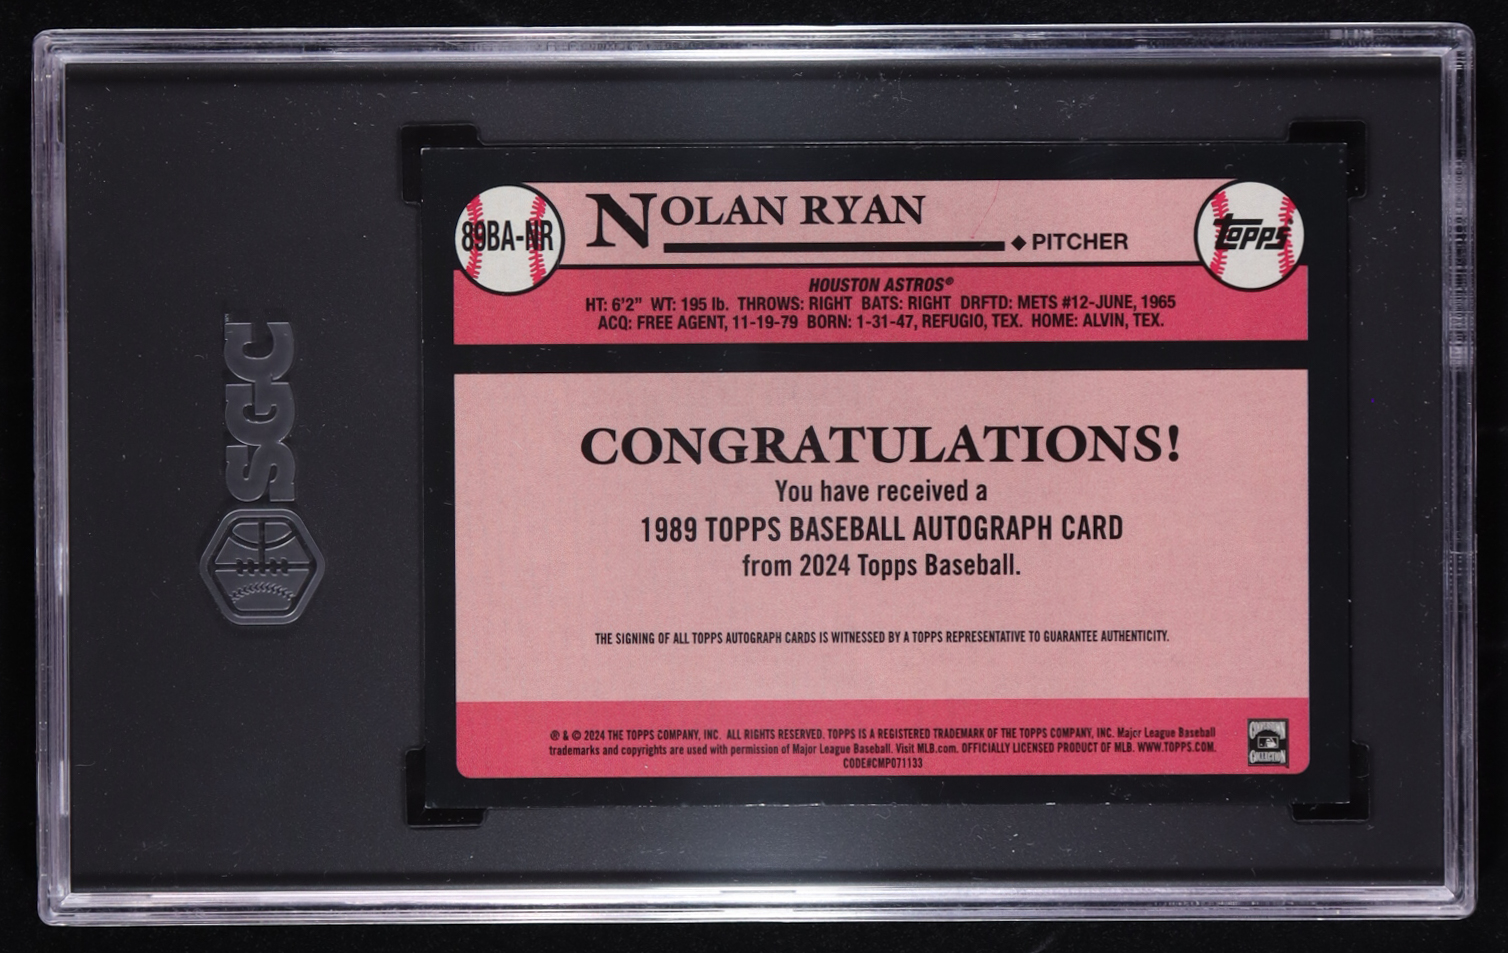 SGC
89BA-NR
NOLAN RYAN
PITCHER
Topps
HOUSTON ASTROS®
HT: 6'2" WT: 195 lb. THROWS: RIGHT BATS: RIGHT DRFTD: METS #12-JUNE, 1965
ACQ: FREE AGENT, 11-19-79 BORN: 1-31-47, REFUGIO, TEX. HOME: ALVIN, TEX.
CONGRATULATIONS!
You have received a
1989 TOPPS BASEBALL AUTOGRAPH CARD
from 2024 Topps Baseball.
THE SIGNING OF ALL TOPPS AUTOGRAPH CARDS IS WITNESSED BY A TOPPS REPRESENTATIVE TO GUARANTEE AUTHENTICITY.
® & © 2024 THE TOPPS COMPANY, INC. ALL RIGHTS RESERVED. TOPPS IS A REGISTERED TRADEMARK OF THE TOPPS COMPANY, INC. Major League Baseball
trademarks and copyrights are used with permission of Major League Baseball. Visit MLB.com. OFFICIALLY LICENSED PRODUCT OF MLB. WWW.TOPPS.COM.
CODE#CMP071133
COOPERSTOWN
COLLECTION